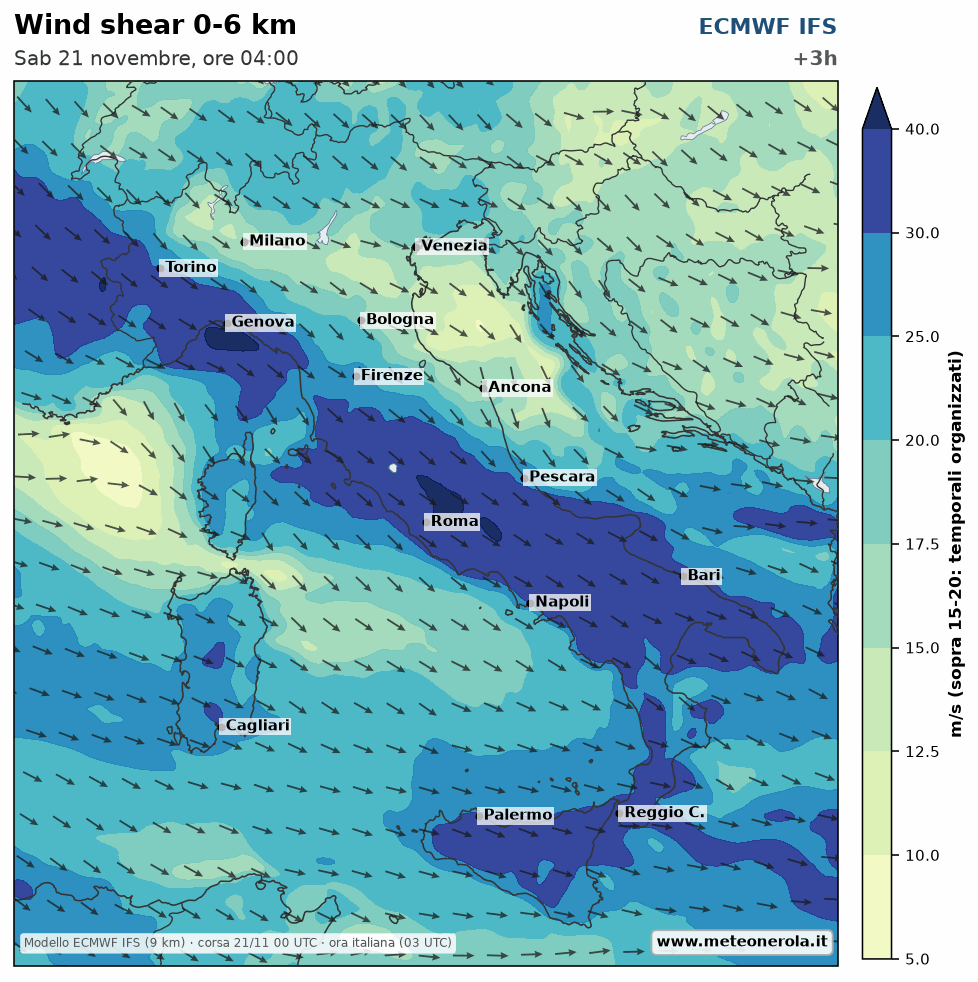 Wind shear 0-6 km
ECMWF IFS
Sab 21 novembre, ore 04:00
+3h
40.0
30.0
25.0
20.0
17.5
15.0
12.5
10.0
5.0
m/s (sopra 15-20: temporali organizzati)
Milano
Venezia
Torino
Genova
Bologna
Firenze
Ancona
Pescara
Roma
Bari
Napoli
Cagliari
Palermo
Reggio C.
Modello ECMWF IFS (9 km) · corsa 21/11 00 UTC · ora italiana (03 UTC)
www.meteonerola.it